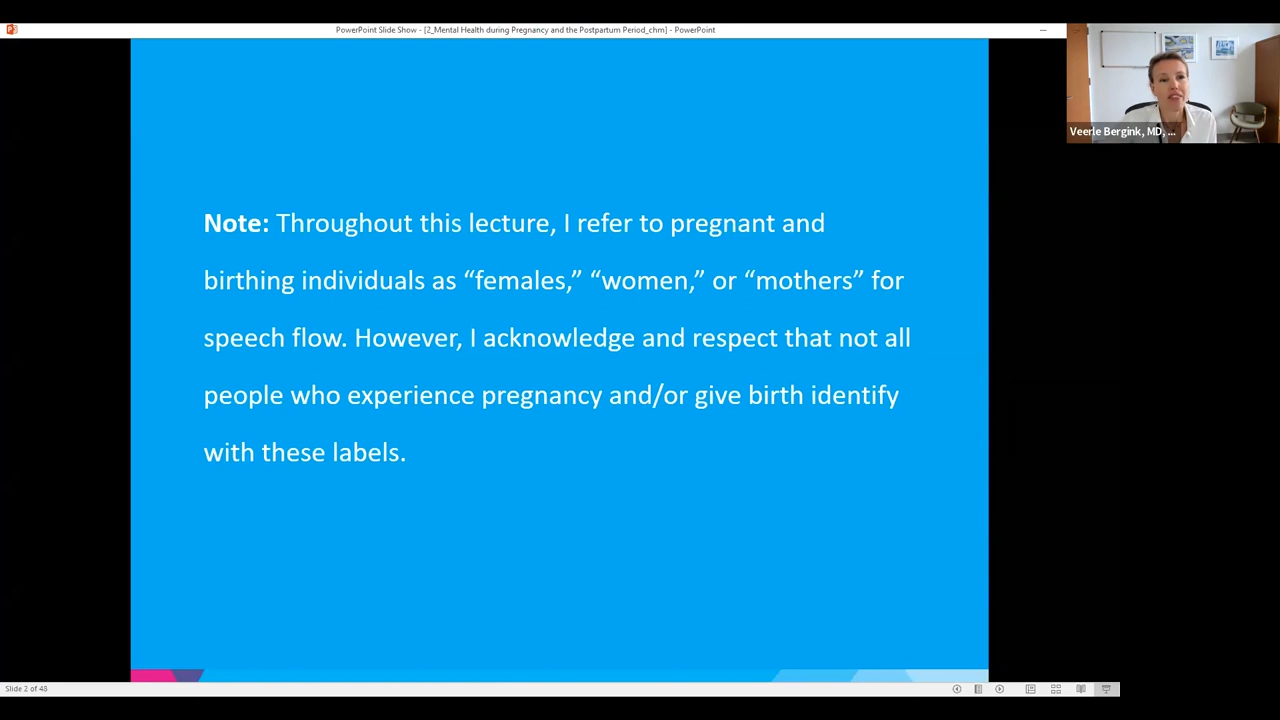 PowerPoint Slide Show - [2_Mental Health during Pregnancy and the Postpartum Period_chm] - PowerPoint
Veerle Bergink, MD, ...
Note: Throughout this lecture, I refer to pregnant and
birthing individuals as “females,” “women,” or “mothers” for
speech flow. However, I acknowledge and respect that not all
people who experience pregnancy and/or give birth identify
with these labels.
Slide 2 of 48